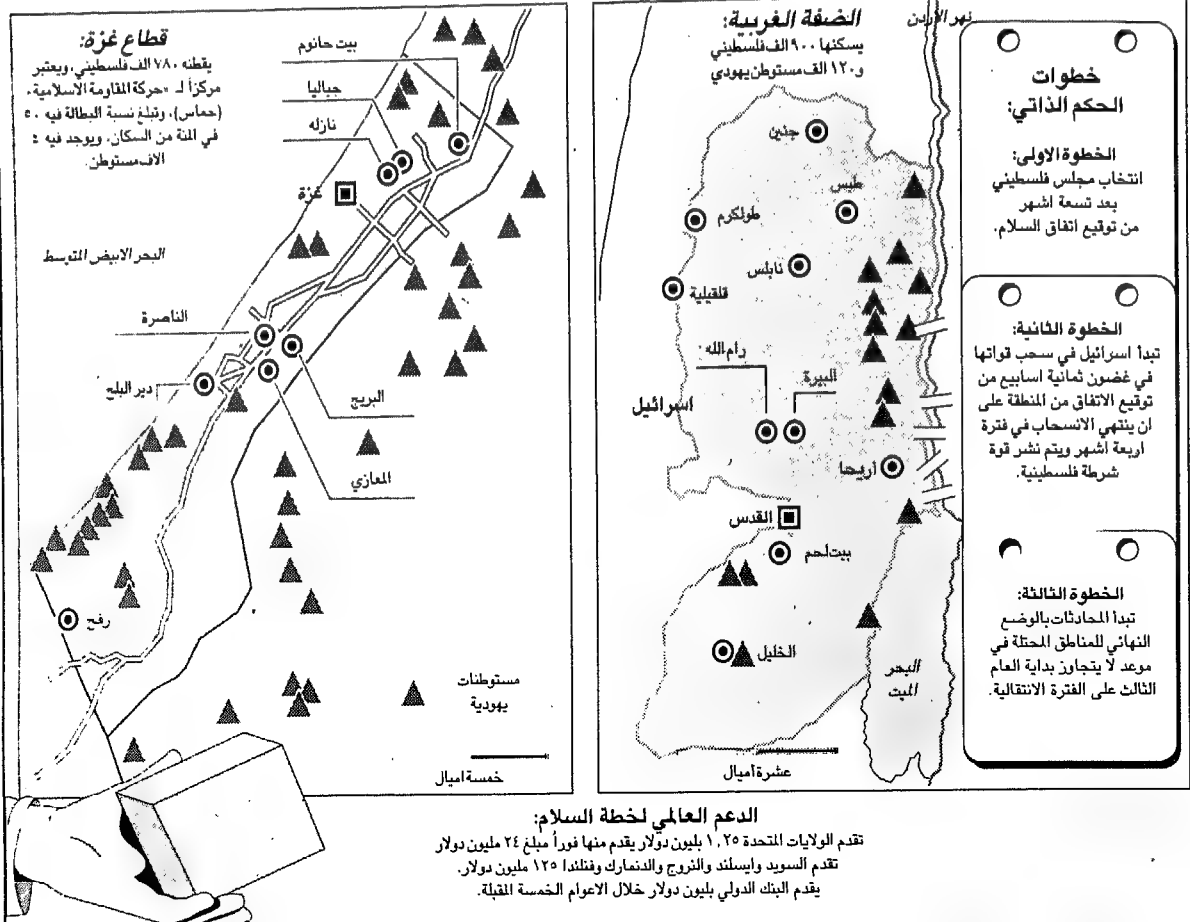 قطاع غزة:
يقطنه ٧٨٠ الف فلسطيني، ويعتبر
مركزاً لـ «حركة المقاومة الاسلامية،
(حماس)، وتبلغ نسبة البطالة فيه ٥٠
في المئة من السكان، ويوجد فيه ٤
الاف مستوطن.
بيت حانوم
جباليا
نازله
غزة
البحر الابيض المتوسط
الناصرة
دير البلح
البريج
المعازي
رفح
مستوطنات
يهودية
خمسة اميال
الضفة الغربية:
يسكنها ٩٠٠ الف فلسطيني
و١٢٠ الف مستوطن يهودي
نهر الأردن
جنين
طبس
طولكرم
نابلس
قلقيلية
رام الله
البيرة
اسرائيل
أريحا
القدس
بيت لحم
الخليل
البحر
الميت
عشرة اميال
خطوات
الحكم الذاتي:
الخطوة الاولى:
انتخاب مجلس فلسطيني
بعد تسعة اشهر
من توقيع اتفاق السلام.
الخطوة الثانية:
تبدأ اسرائيل في سحب قواتها
في غضون ثمانية اسابيع من
توقيع الاتفاق من المنطقة على
ان ينتهي الانسحاب في فترة
اربعة اشهر ويتم نشر قوة
شرطة فلسطينية.
الخطوة الثالثة:
تبدأ المحادثات بالوضع
النهائي للمناطق المحتلة في
موعد لا يتجاوز بداية العام
الثالث على الفترة الانتقالية.
الدعم العالمي لخطة السلام:
تقدم الولايات المتحدة ١,٢٥ بليون دولار يقدم منها فوراً مبلغ ٢٤ مليون دولار
تقدم السويد وايسلند والنروج والدنمارك وفنلندا ١٢٥ مليون دولار.
يقدم البنك الدولي بليون دولار خلال الاعوام الخمسة المقبلة.